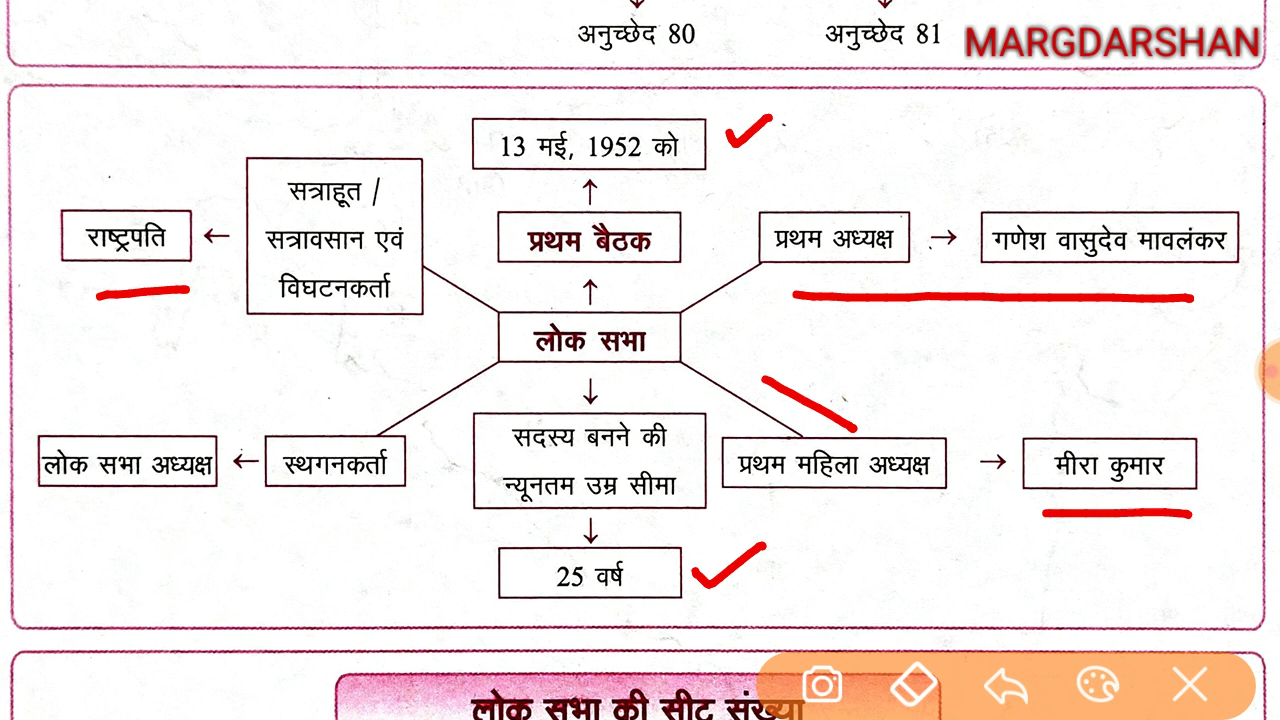 अनुच्छेद 80
अनुच्छेद 81
MARGDARSHAN
13 मई, 1952 को
सत्राहूत /
सत्रावसान एवं
विघटनकर्ता
राष्ट्रपति
प्रथम बैठक
प्रथम अध्यक्ष
गणेश वासुदेव मावलंकर
लोक सभा
लोक सभा अध्यक्ष
स्थगनकर्ता
सदस्य बनने की
न्यूनतम उम्र सीमा
प्रथम महिला अध्यक्ष
मीरा कुमार
25 वर्ष
लोक सभा की सीट संख्या